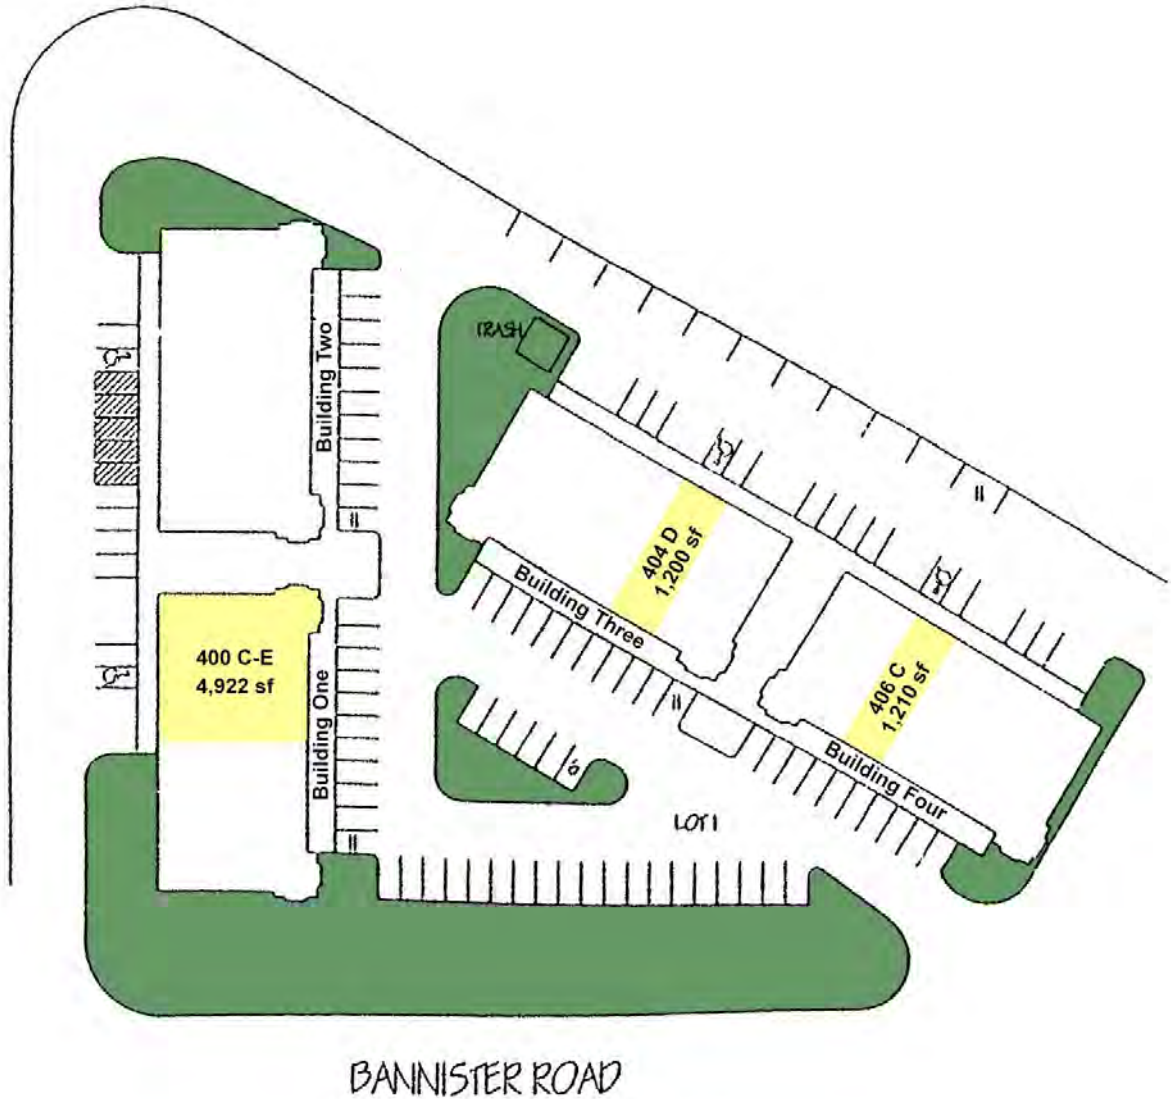 TRASH
Building Two
404 D
1,200 sf
Building Three
400 C-E
4,922 sf
Building One
406 C
1,210 sf
Building Four
LOT 1
BANNISTER ROAD